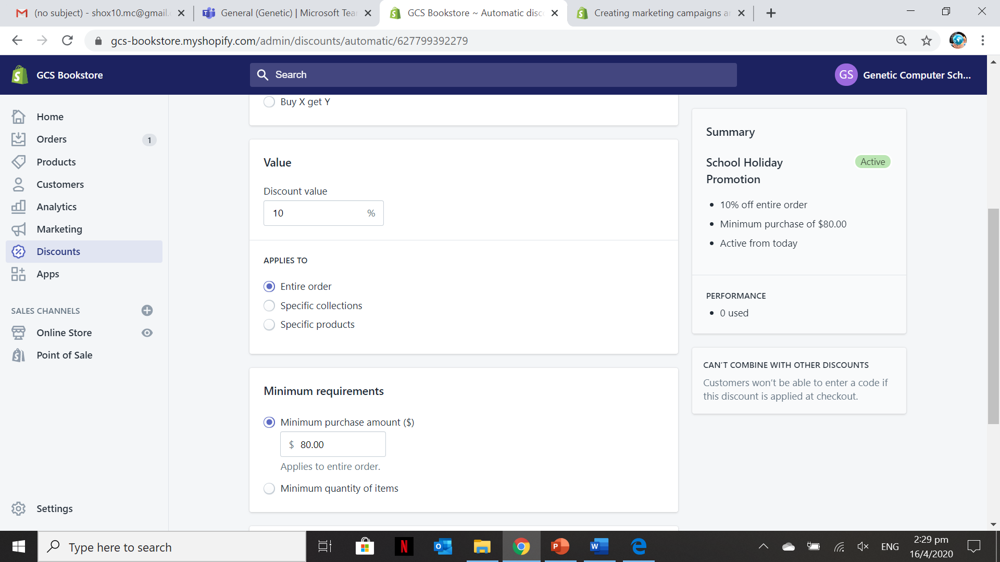 (no subject) - shox10.mc@gmail.
General (Genetic) | Microsoft Tea
GCS Bookstore ~ Automatic disc
Creating marketing campaigns a
gcs-bookstore.myshopify.com/admin/discounts/automatic/627799392279
GCS Bookstore
Search
GS
Genetic Computer Sch...
Home
Orders
1
Products
Customers
Analytics
Marketing
Discounts
Apps
SALES CHANNELS
Online Store
Point of Sale
Settings
Buy X get Y
Value
Discount value
10 %
APPLIES TO
Entire order
Specific collections
Specific products
Minimum requirements
Minimum purchase amount ($)
$ 80.00
Applies to entire order.
Minimum quantity of items
Summary
School Holiday
Promotion
Active
10% off entire order
Minimum purchase of $80.00
Active from today
PERFORMANCE
0 used
CAN'T COMBINE WITH OTHER DISCOUNTS
Customers won't be able to enter a code if
this discount is applied at checkout.
Type here to search
ENG
2:29 pm
16/4/2020